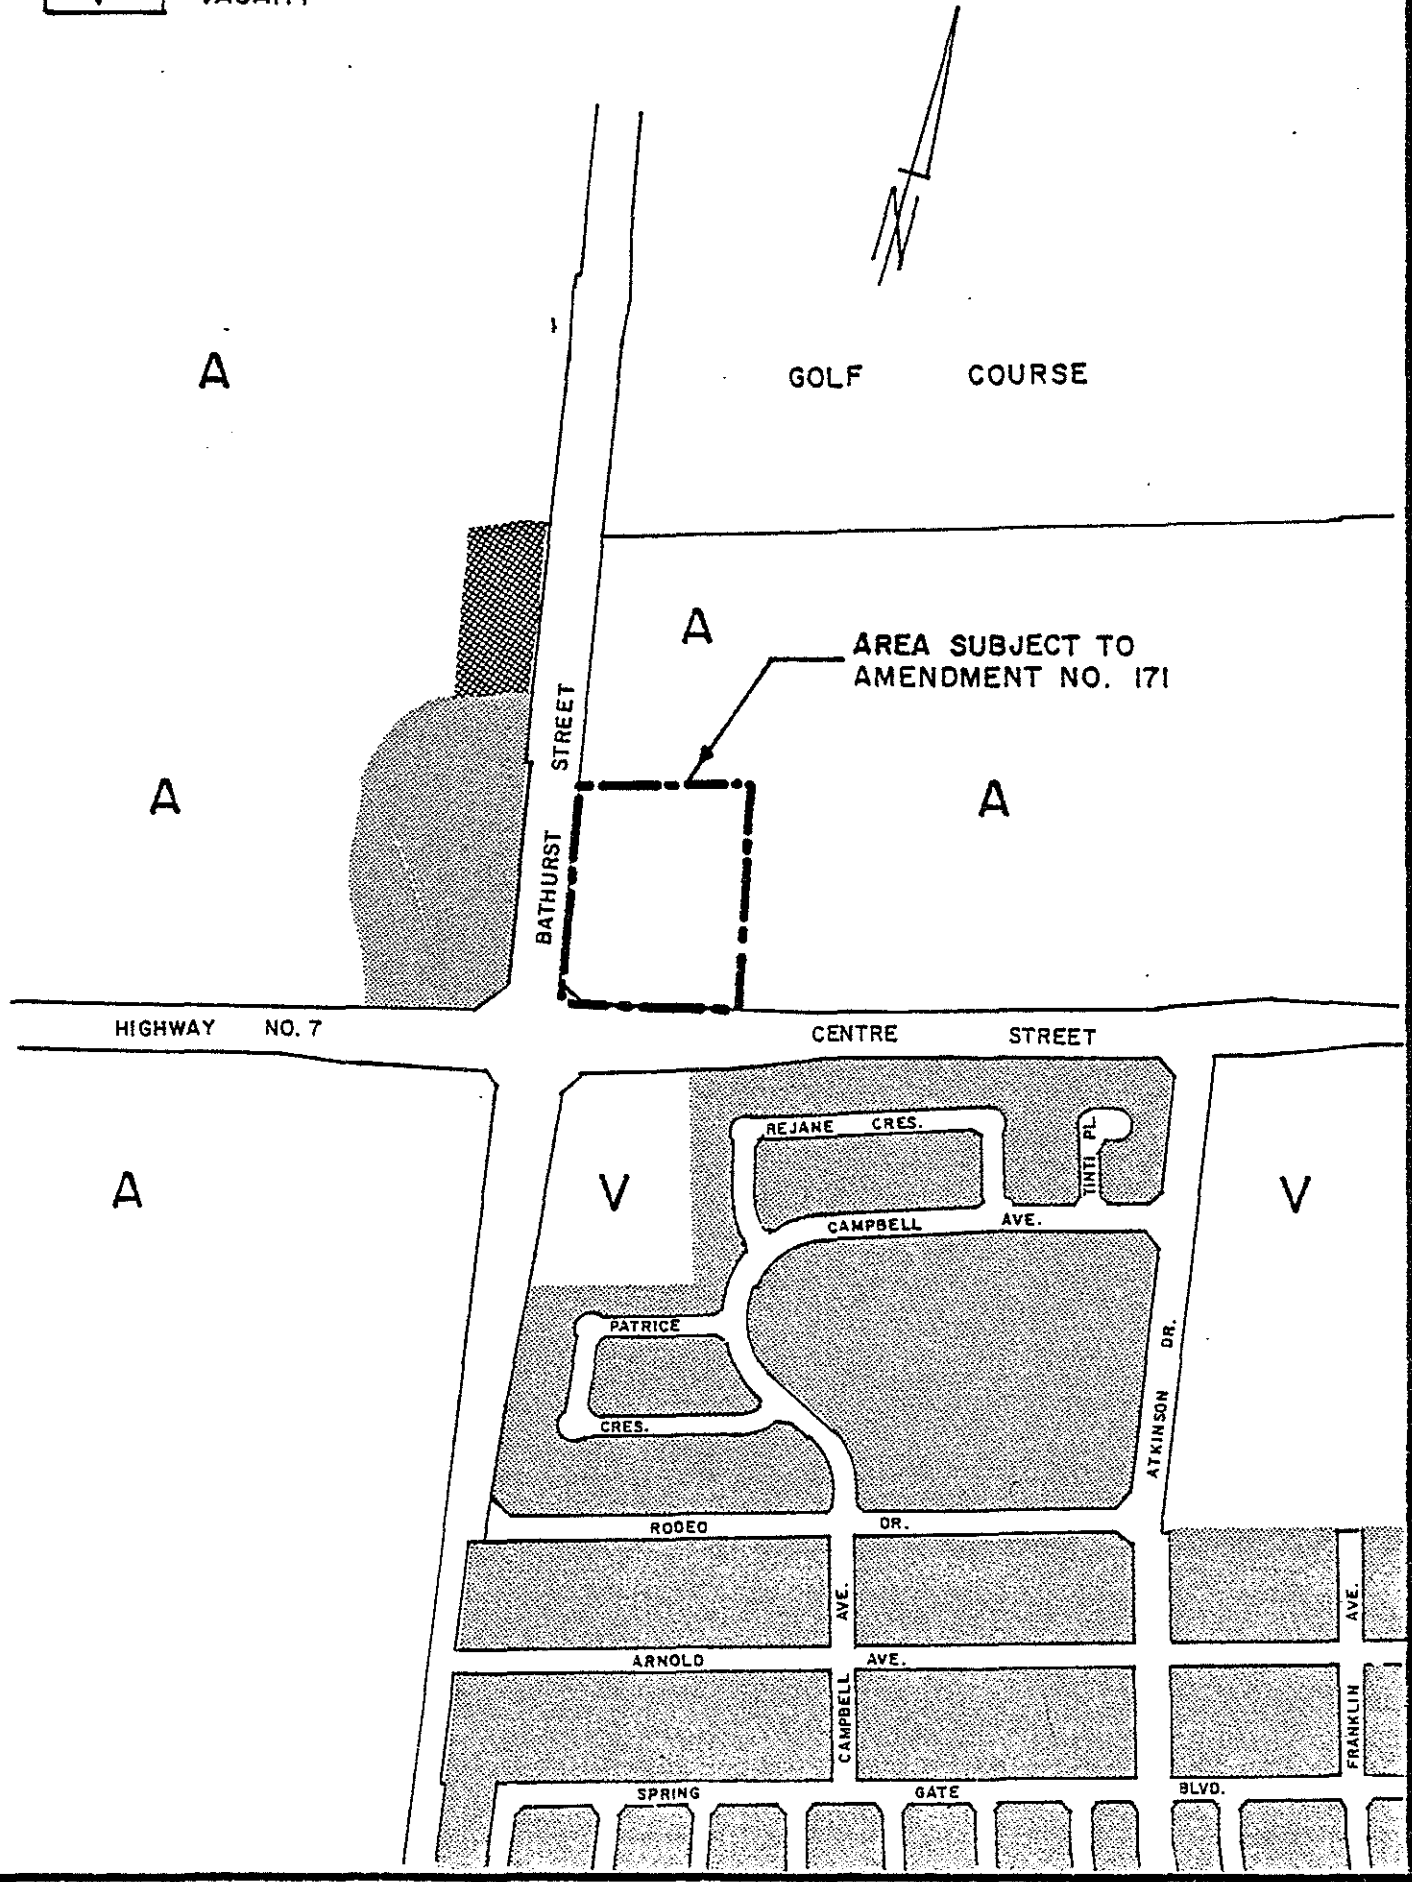 V VACANT
N
A
GOLF COURSE
A
AREA SUBJECT TO
AMENDMENT NO. 171
A
A
BATHURST STREET
HIGHWAY NO. 7
CENTRE STREET
REJANE CRES.
TINTI PL.
A
V
V
CAMPBELL AVE.
PATRICE
CRES.
ATKINSON DR.
RODEO DR.
AVE.
AVE.
ARNOLD AVE.
CAMPBELL
FRANKLIN
SPRING GATE BLVD.